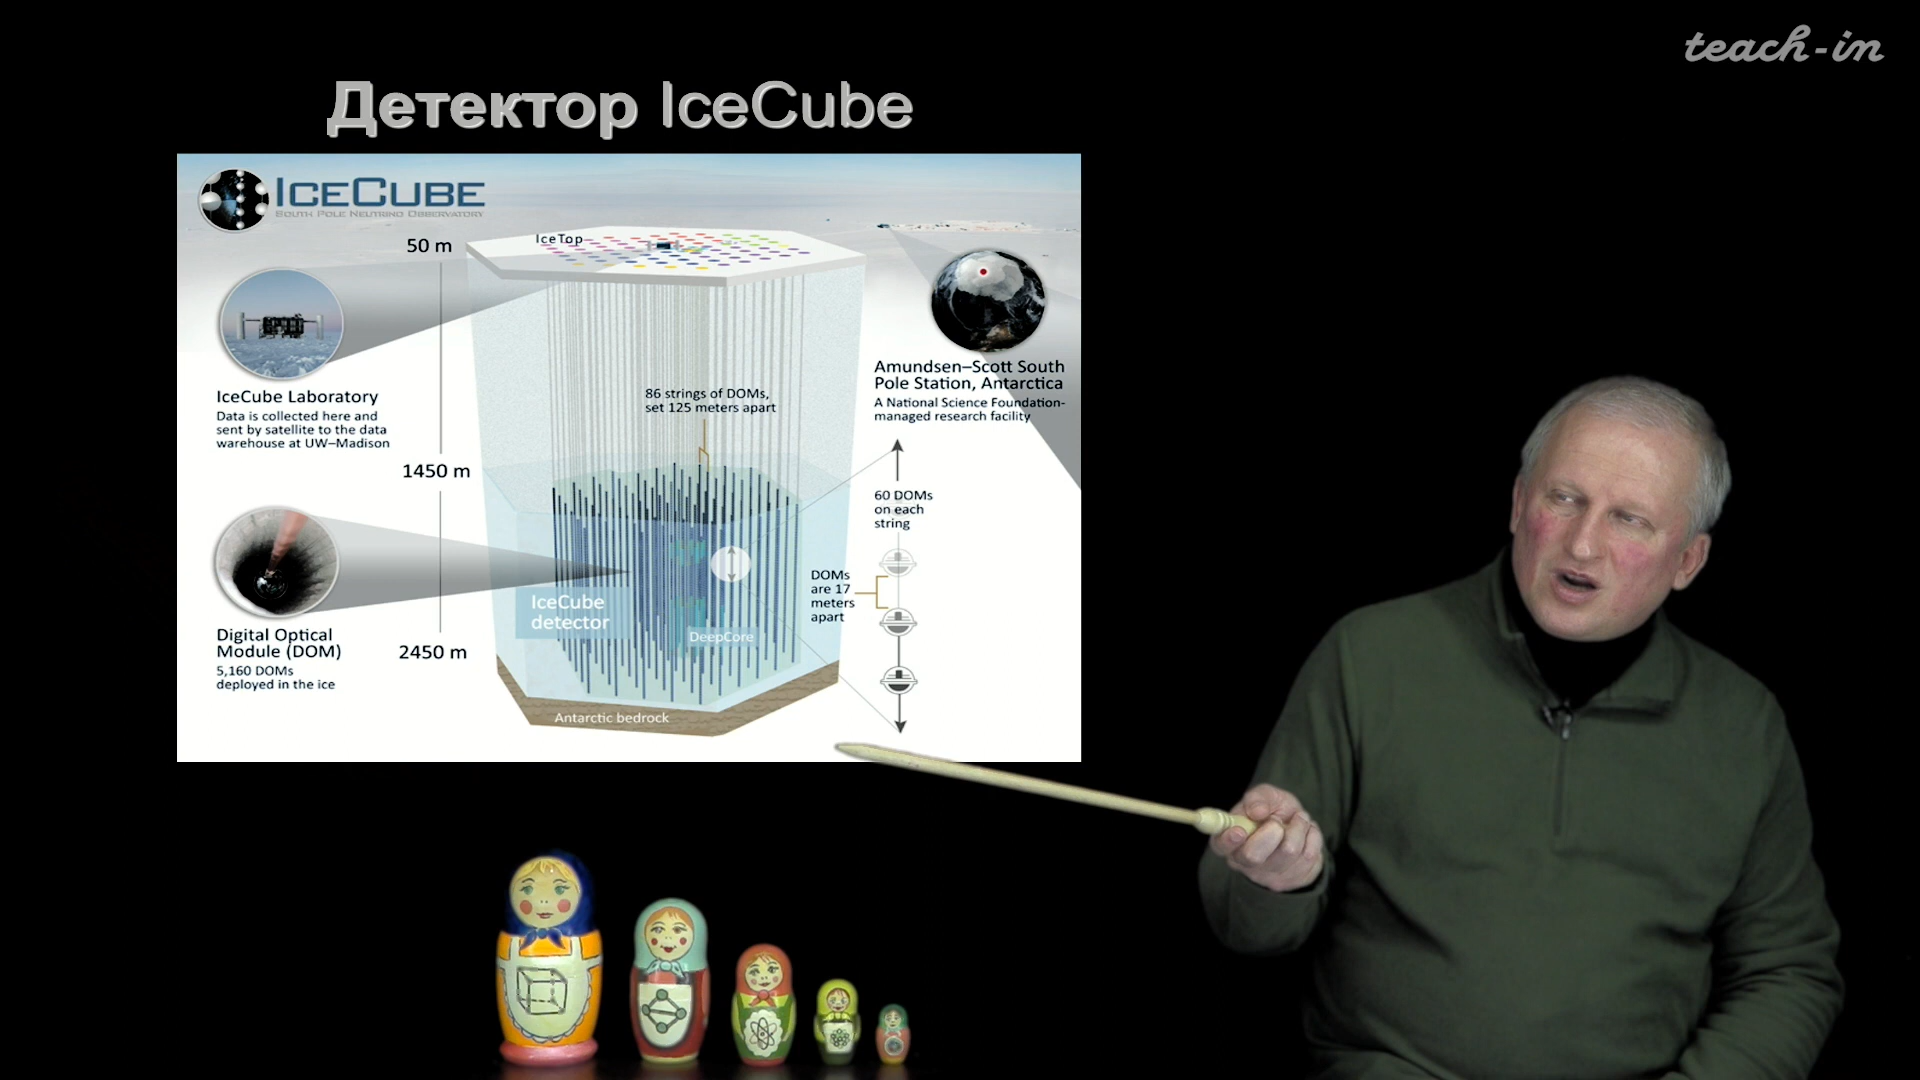 teach-in
Детектор IceCube
ICECUBE
SOUTH POLE NEUTRINO OBSERVATORY
50 m
IceTop
IceCube Laboratory
Data is collected here and
sent by satellite to the data
warehouse at UW–Madison
86 strings of DOMs,
set 125 meters apart
Amundsen–Scott South
Pole Station, Antarctica
A National Science Foundation-
managed research facility
1450 m
60 DOMs
on each
string
DOMs
are 17
meters
apart
IceCube
detector
DeepCore
Digital Optical
Module (DOM)
5,160 DOMs
deployed in the ice
2450 m
Antarctic bedrock